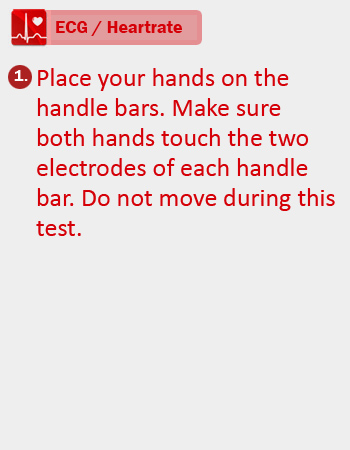 ECG / Heartrate
1. Place your hands on the
handle bars. Make sure
both hands touch the two
electrodes of each handle
bar. Do not move during this
test.